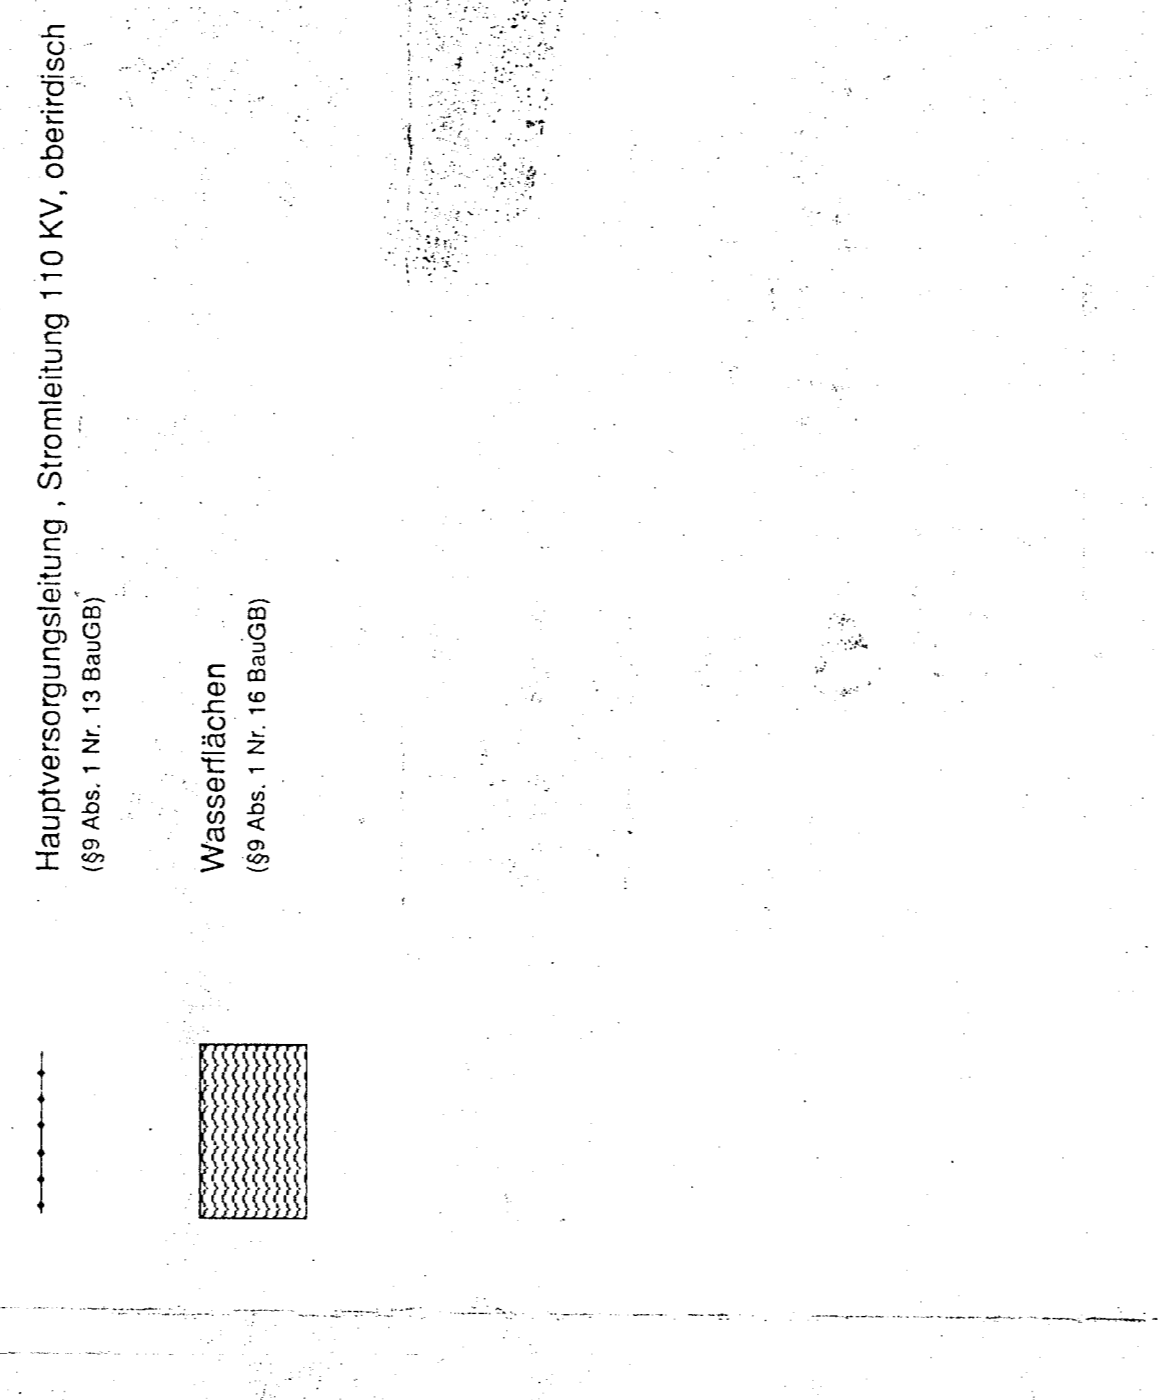 Hauptversorgungsleitung , Stromleitung 110 KV, oberirdisch
(§9 Abs. 1 Nr. 13 BauGB)
Wasserflächen
(§9 Abs. 1 Nr. 16 BauGB)